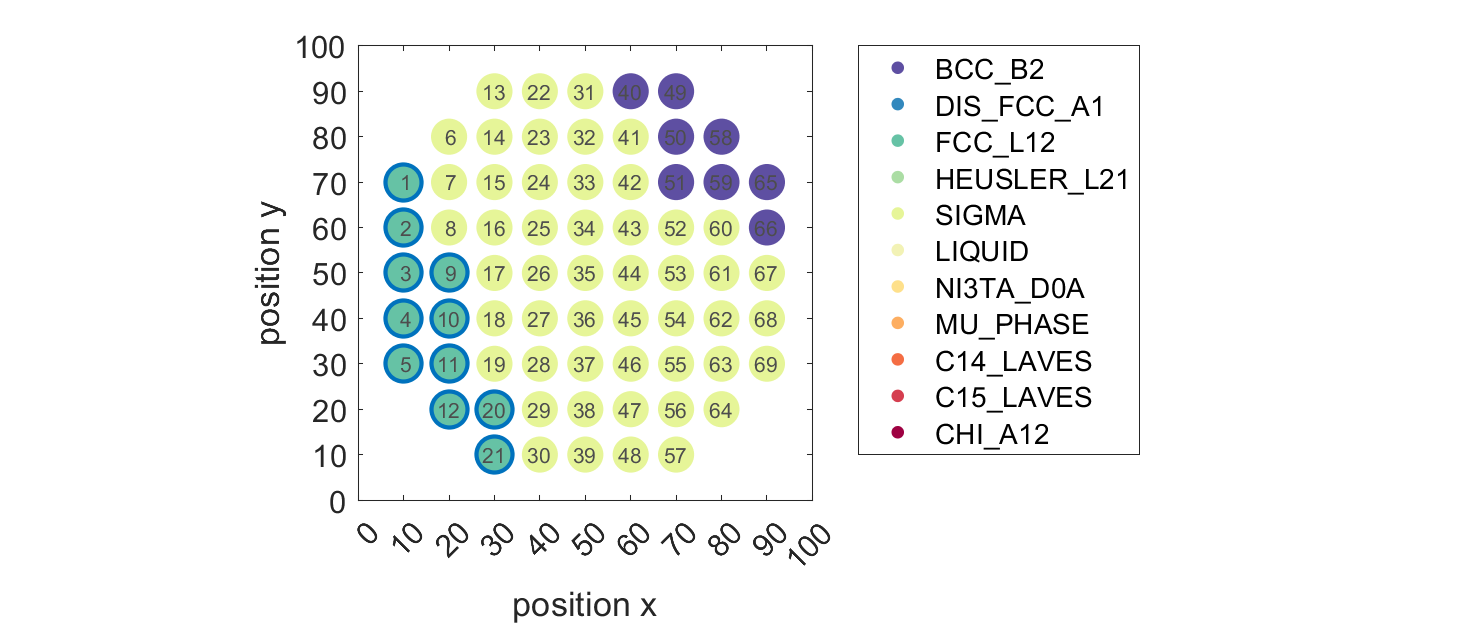 100
90 13 22 31 40 49
80 6 14 23 32 41 50 58
70 1 7 15 24 33 42 51 59 65
60 2 8 16 25 34 43 52 60 66
50 3 9 17 26 35 44 53 61 67
40 4 10 18 27 36 45 54 62 68
30 5 11 19 28 37 46 55 63 69
20 12 20 29 38 47 56 64
10 21 30 39 48 57
0
0 10 20 30 40 50 60 70 80 90 100
position x
position y
BCC_B2
DIS_FCC_A1
FCC_L12
HEUSLER_L21
SIGMA
LIQUID
NI3TA_D0A
MU_PHASE
C14_LAVES
C15_LAVES
CHI_A12